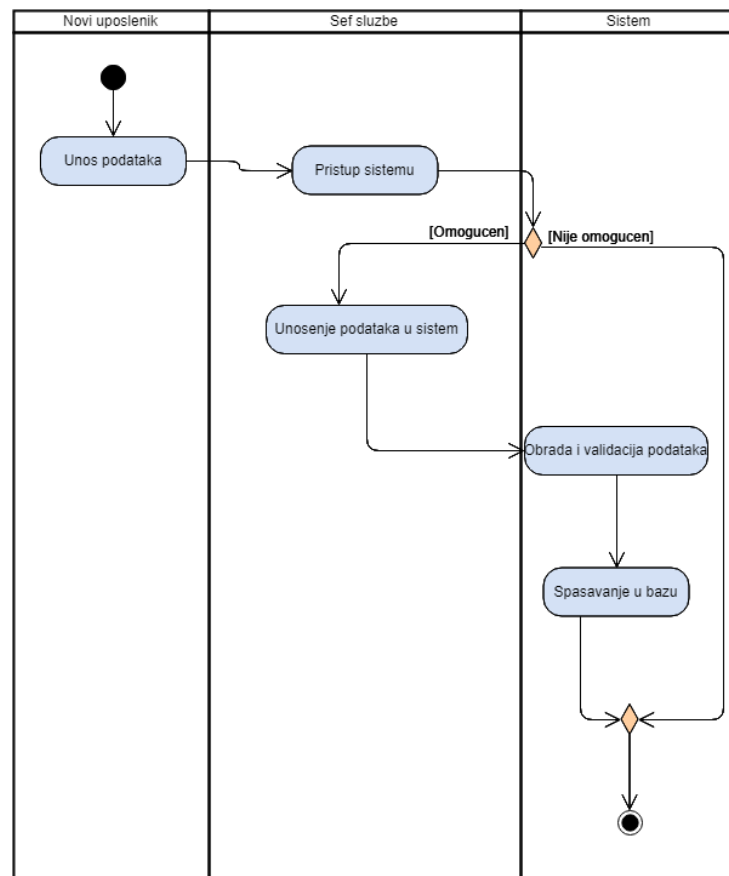 Novi uposlenik
Sef sluzbe
Sistem
Unos podataka
Pristup sistemu
[Omogucen]
[Nije omogucen]
Unosenje podataka u sistem
Obrada i validacija podataka
Spasavanje u bazu